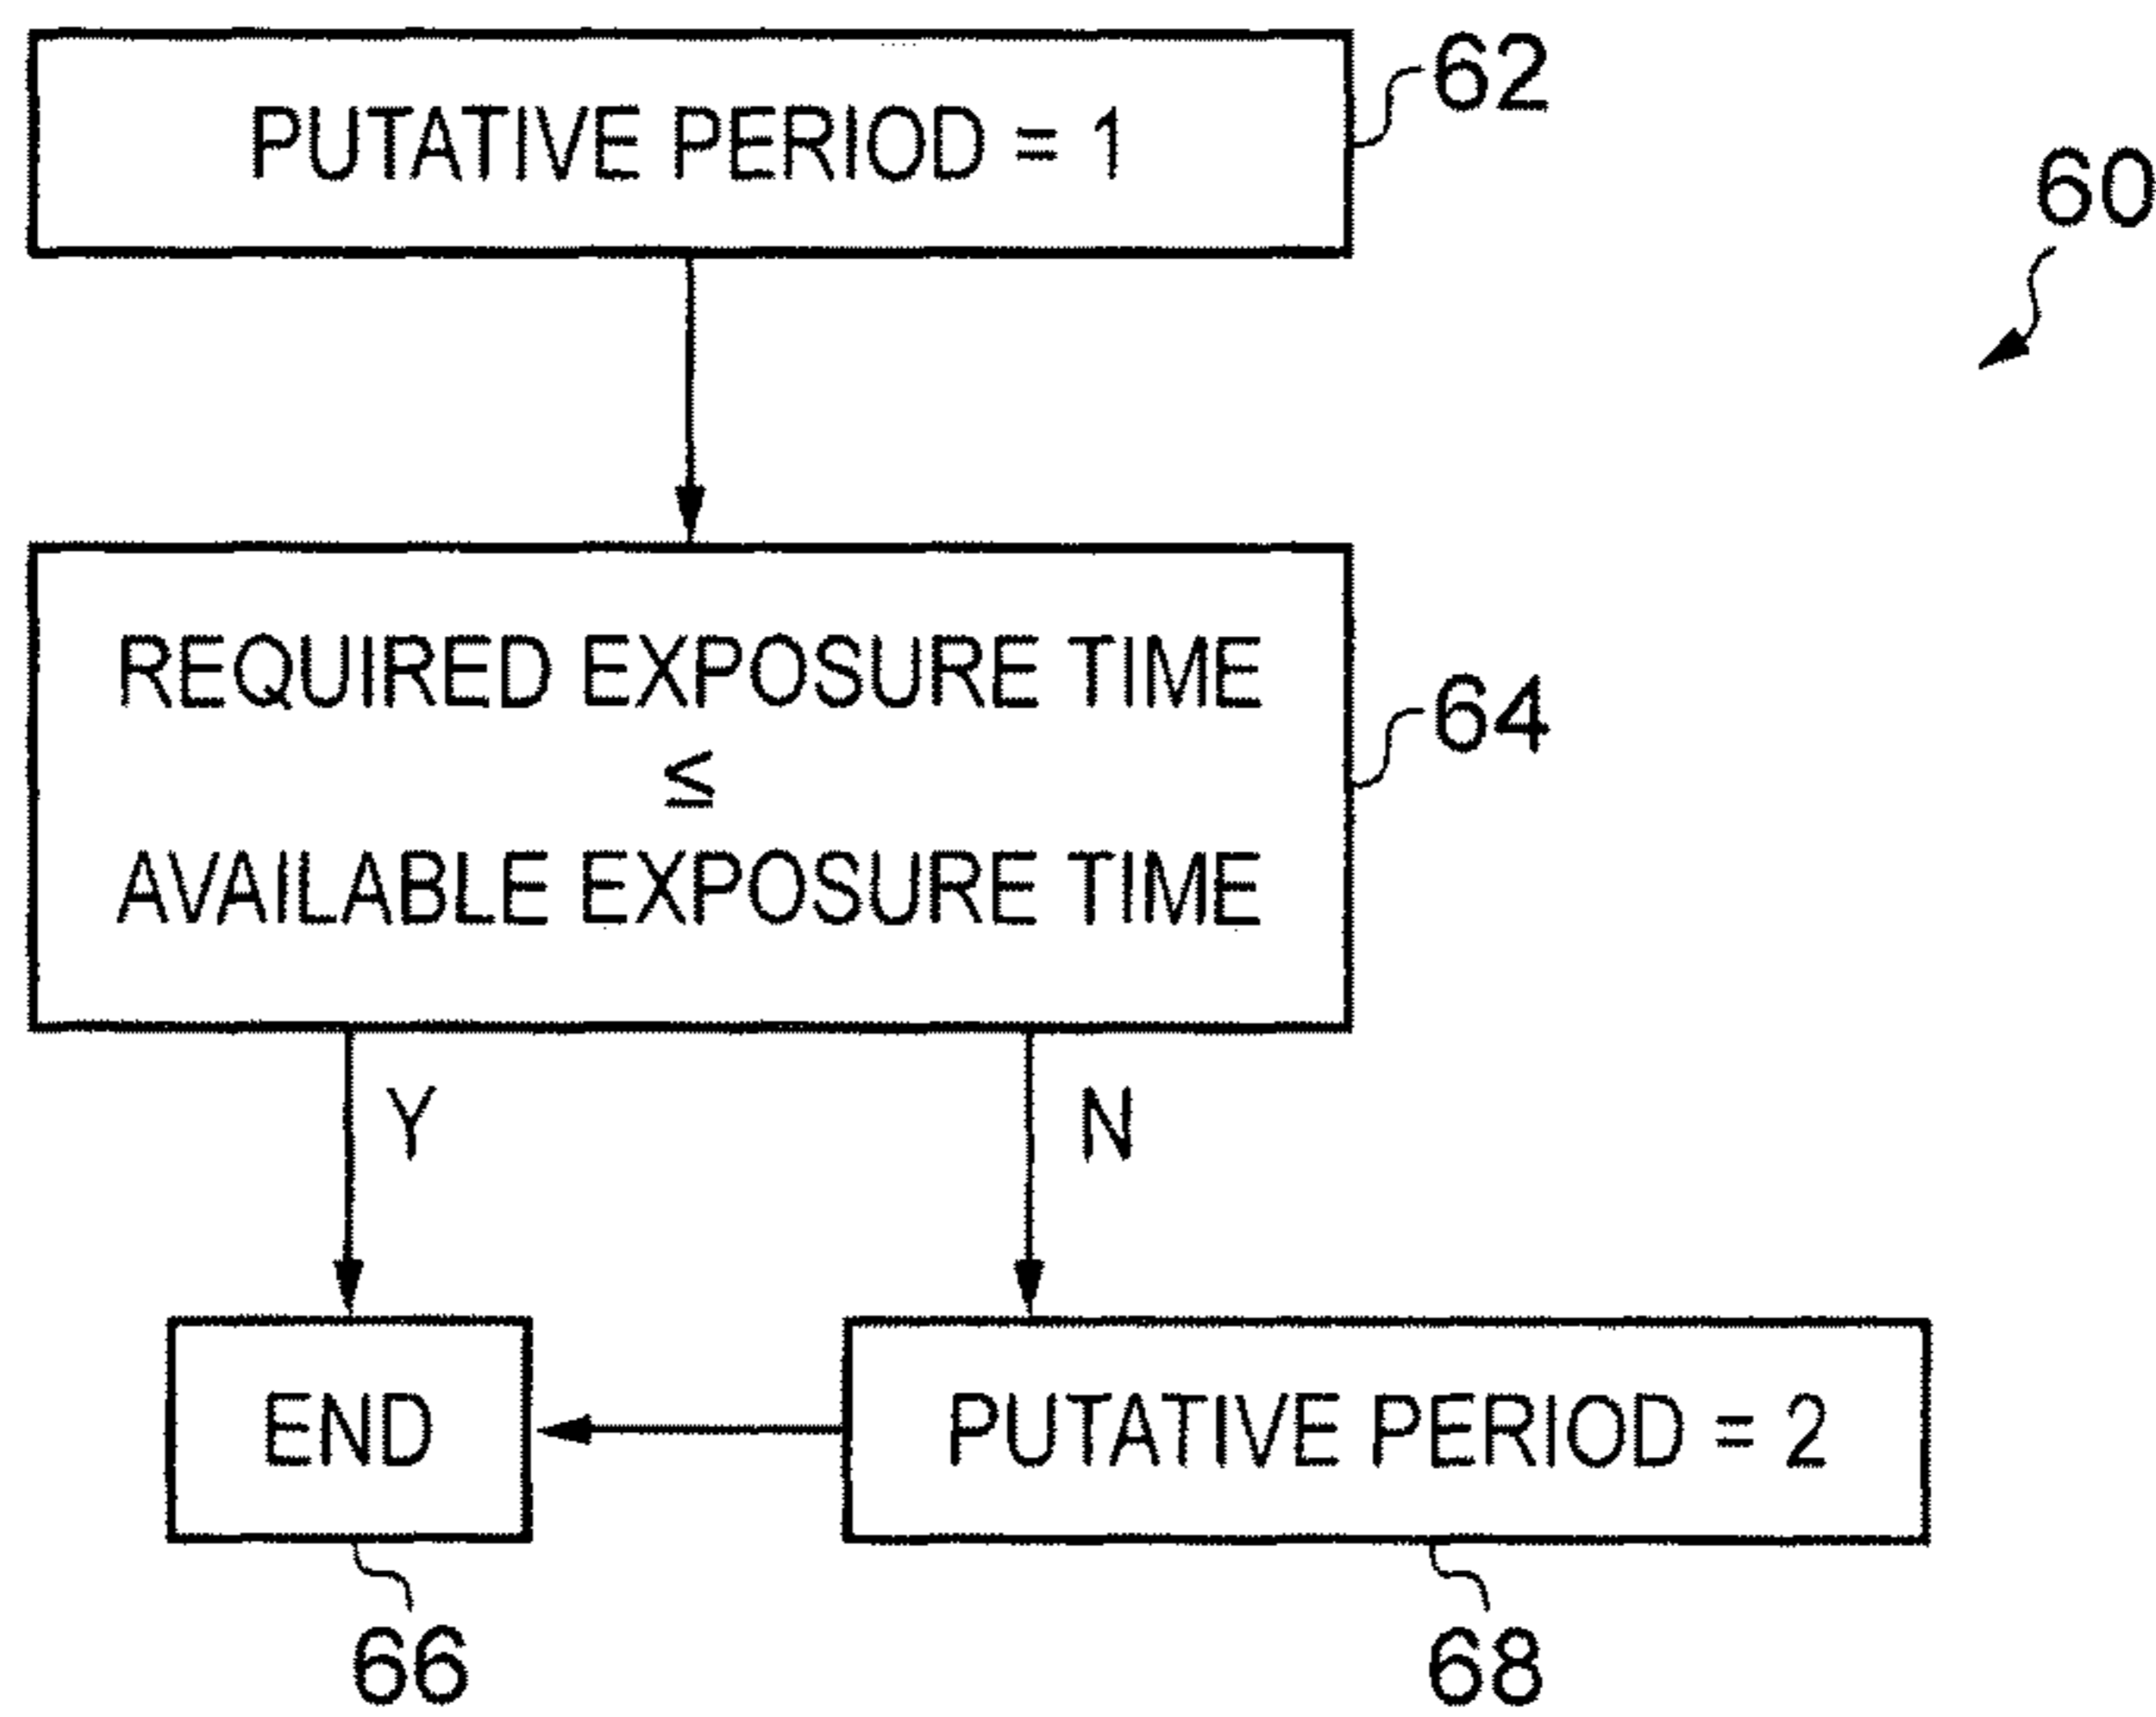 PUTATIVE PERIOD = 1
62
60
REQUIRED EXPOSURE TIME
≤
AVAILABLE EXPOSURE TIME
64
Y
N
END
PUTATIVE PERIOD = 2
66
68